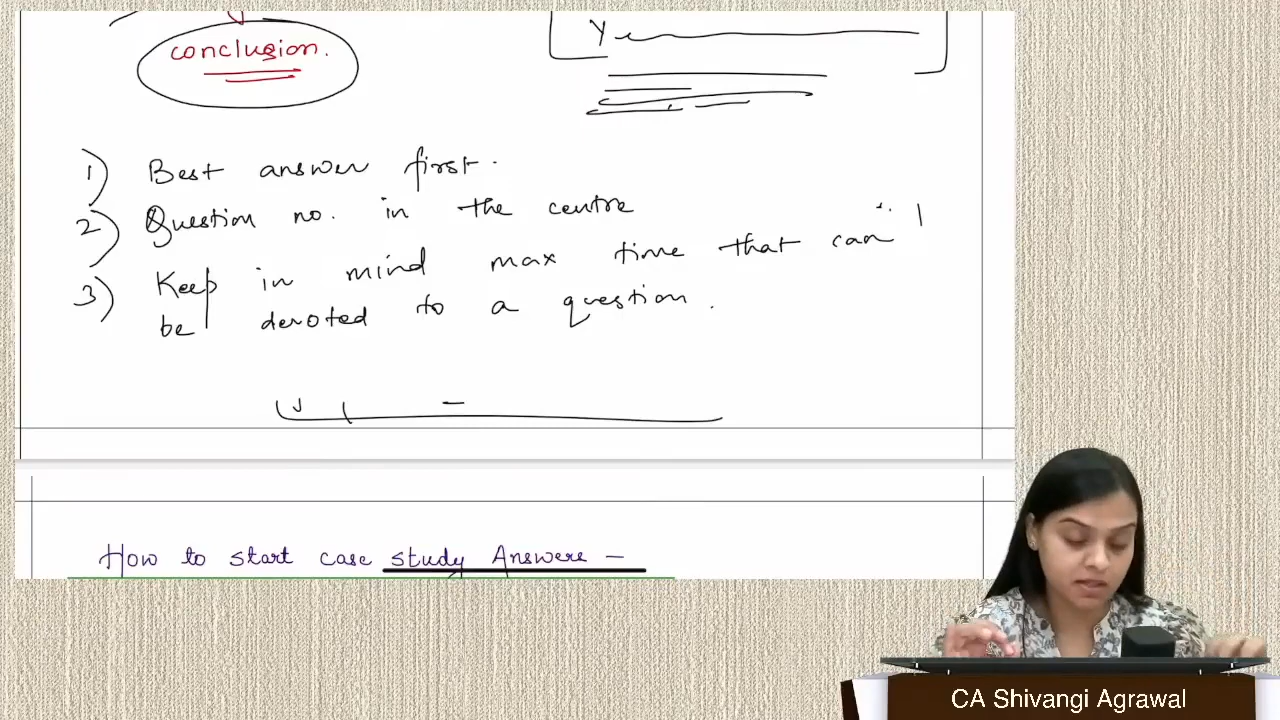 conclusion.
Y
1) Best answer first.
2) Question no. in the centre
3) Keep in mind max time that can
be devoted to a question.
How to start case study Answere -
CA Shivangi Agrawal